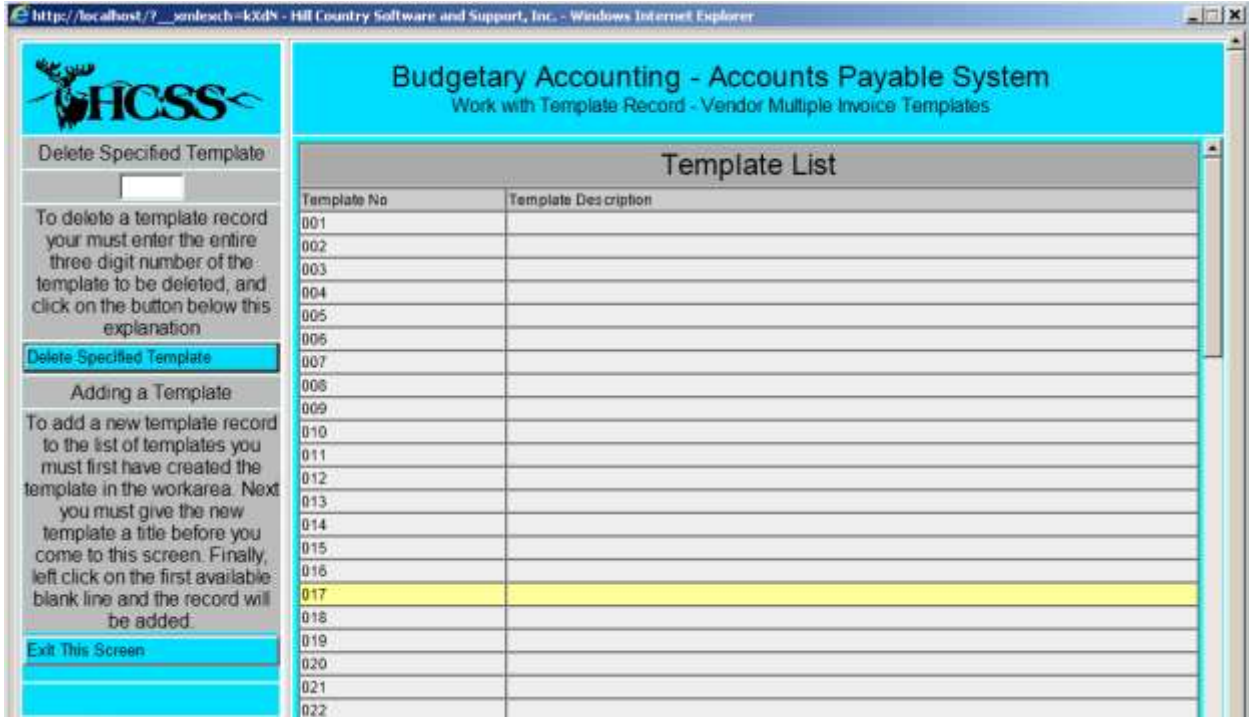 http://localhost/?__xmlexch=kXdN - Hill Country Software and Support, Inc. - Windows Internet Explorer
HCSS
Budgetary Accounting - Accounts Payable System
Work with Template Record - Vendor Multiple Invoice Templates
Delete Specified Template
To delete a template record
your must enter the entire
three digit number of the
template to be deleted, and
click on the button below this
explanation
Delete Specified Template
Adding a Template
To add a new template record
to the list of templates you
must first have created the
template in the workarea. Next
you must give the new
template a title before you
come to this screen. Finally,
left click on the first available
blank line and the record will
be added.
Exit This Screen
Template List
Template No Template Description
001
002
003
004
005
006
007
008
009
010
011
012
013
014
015
016
017
018
019
020
021
022